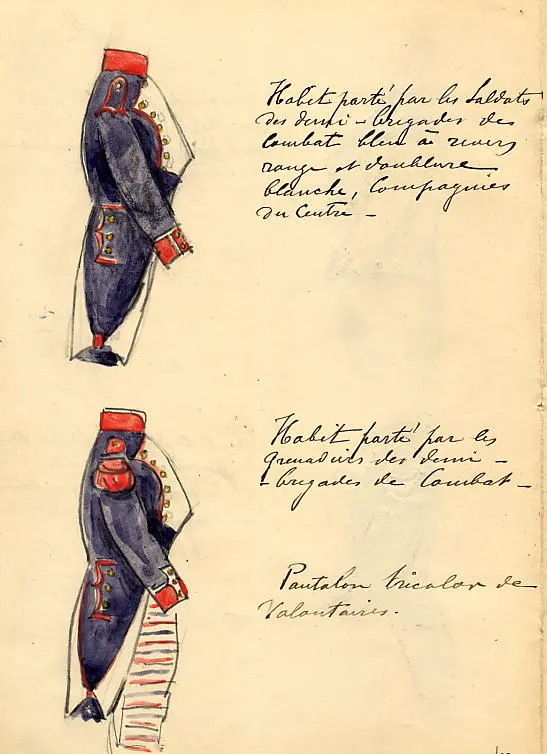 Habit porté par les Soldats
des demi-brigades de
Combat bleu à revers
rouge et doublure
blanche, Compagnies
du Centre -
Habit porté par les
grenadiers des demi-
-brigades de Combat -
Pantalon tricolor de
Volontaires.